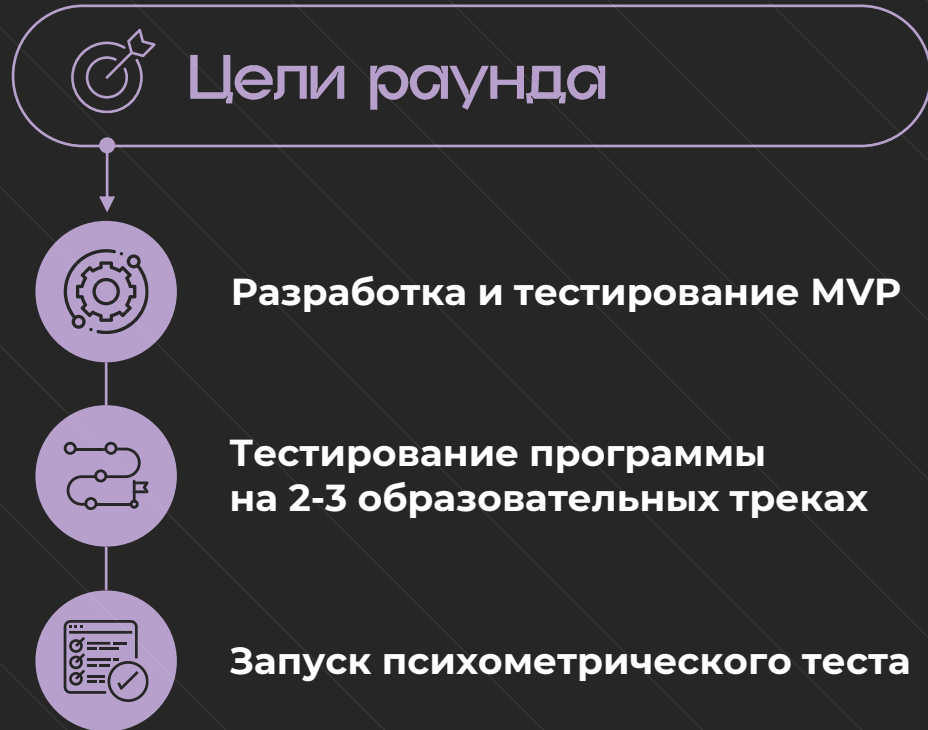 Цели раунда
Разработка и тестирование MVP
Тестирование программы
на 2-3 образовательных треках
Запуск психометрического теста